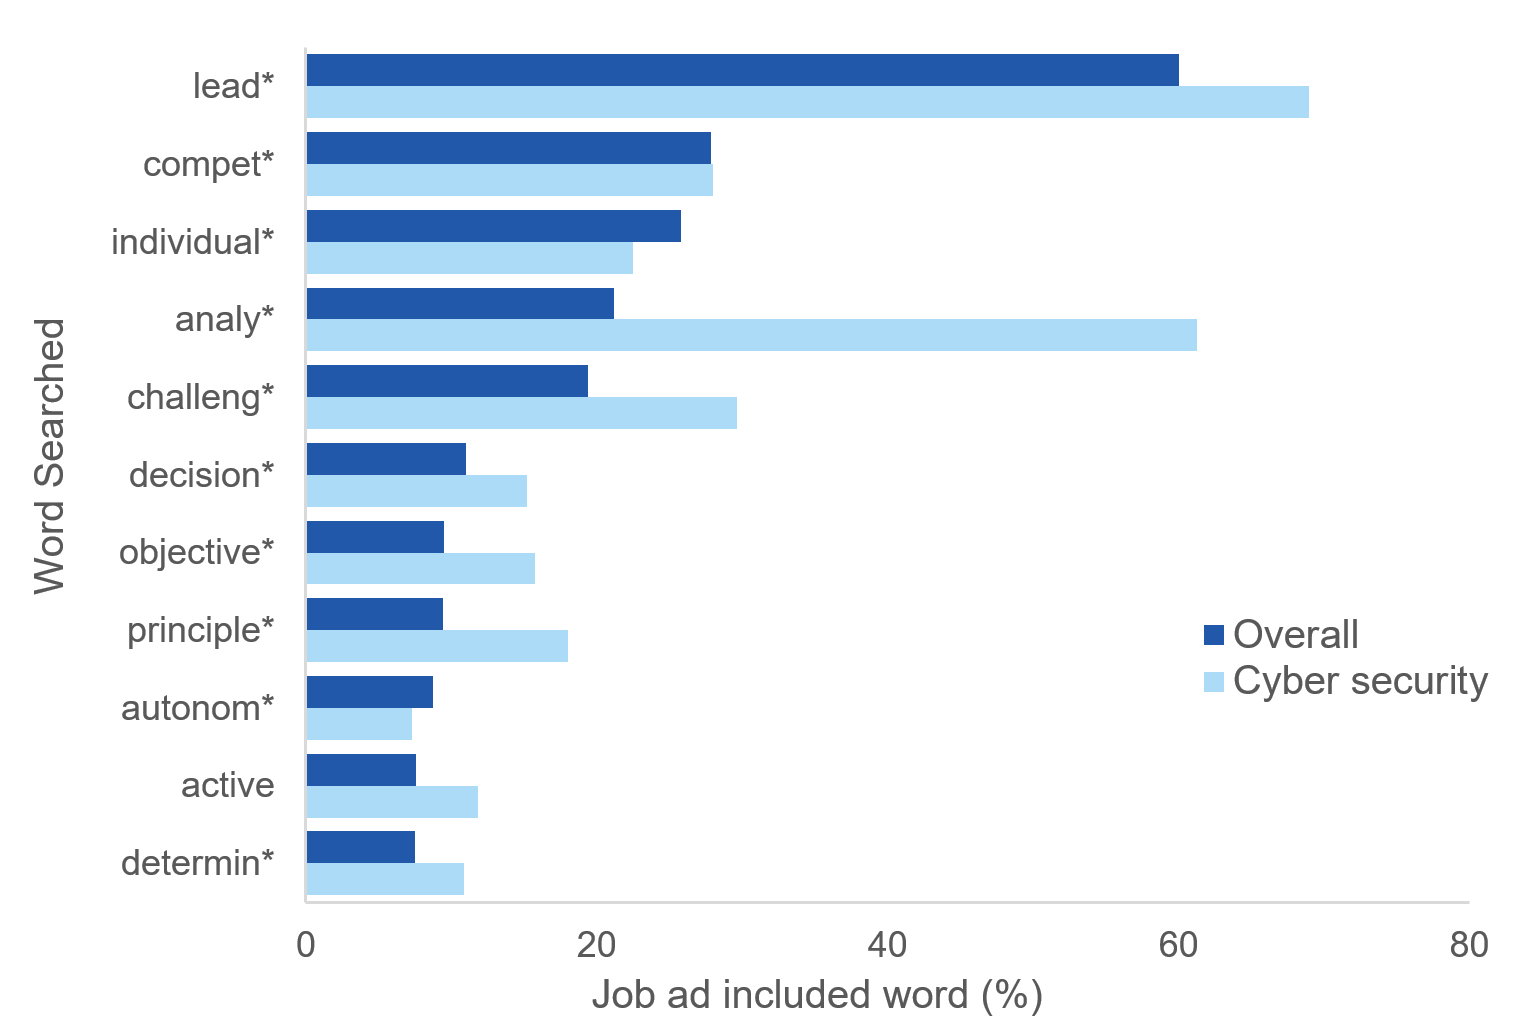 lead*
compet*
individual*
analy*
challeng*
decision*
objective*
principle*
autonom*
active
determin*
Word Searched
Overall
Cyber security
0 20 40 60 80
Job ad included word (%)